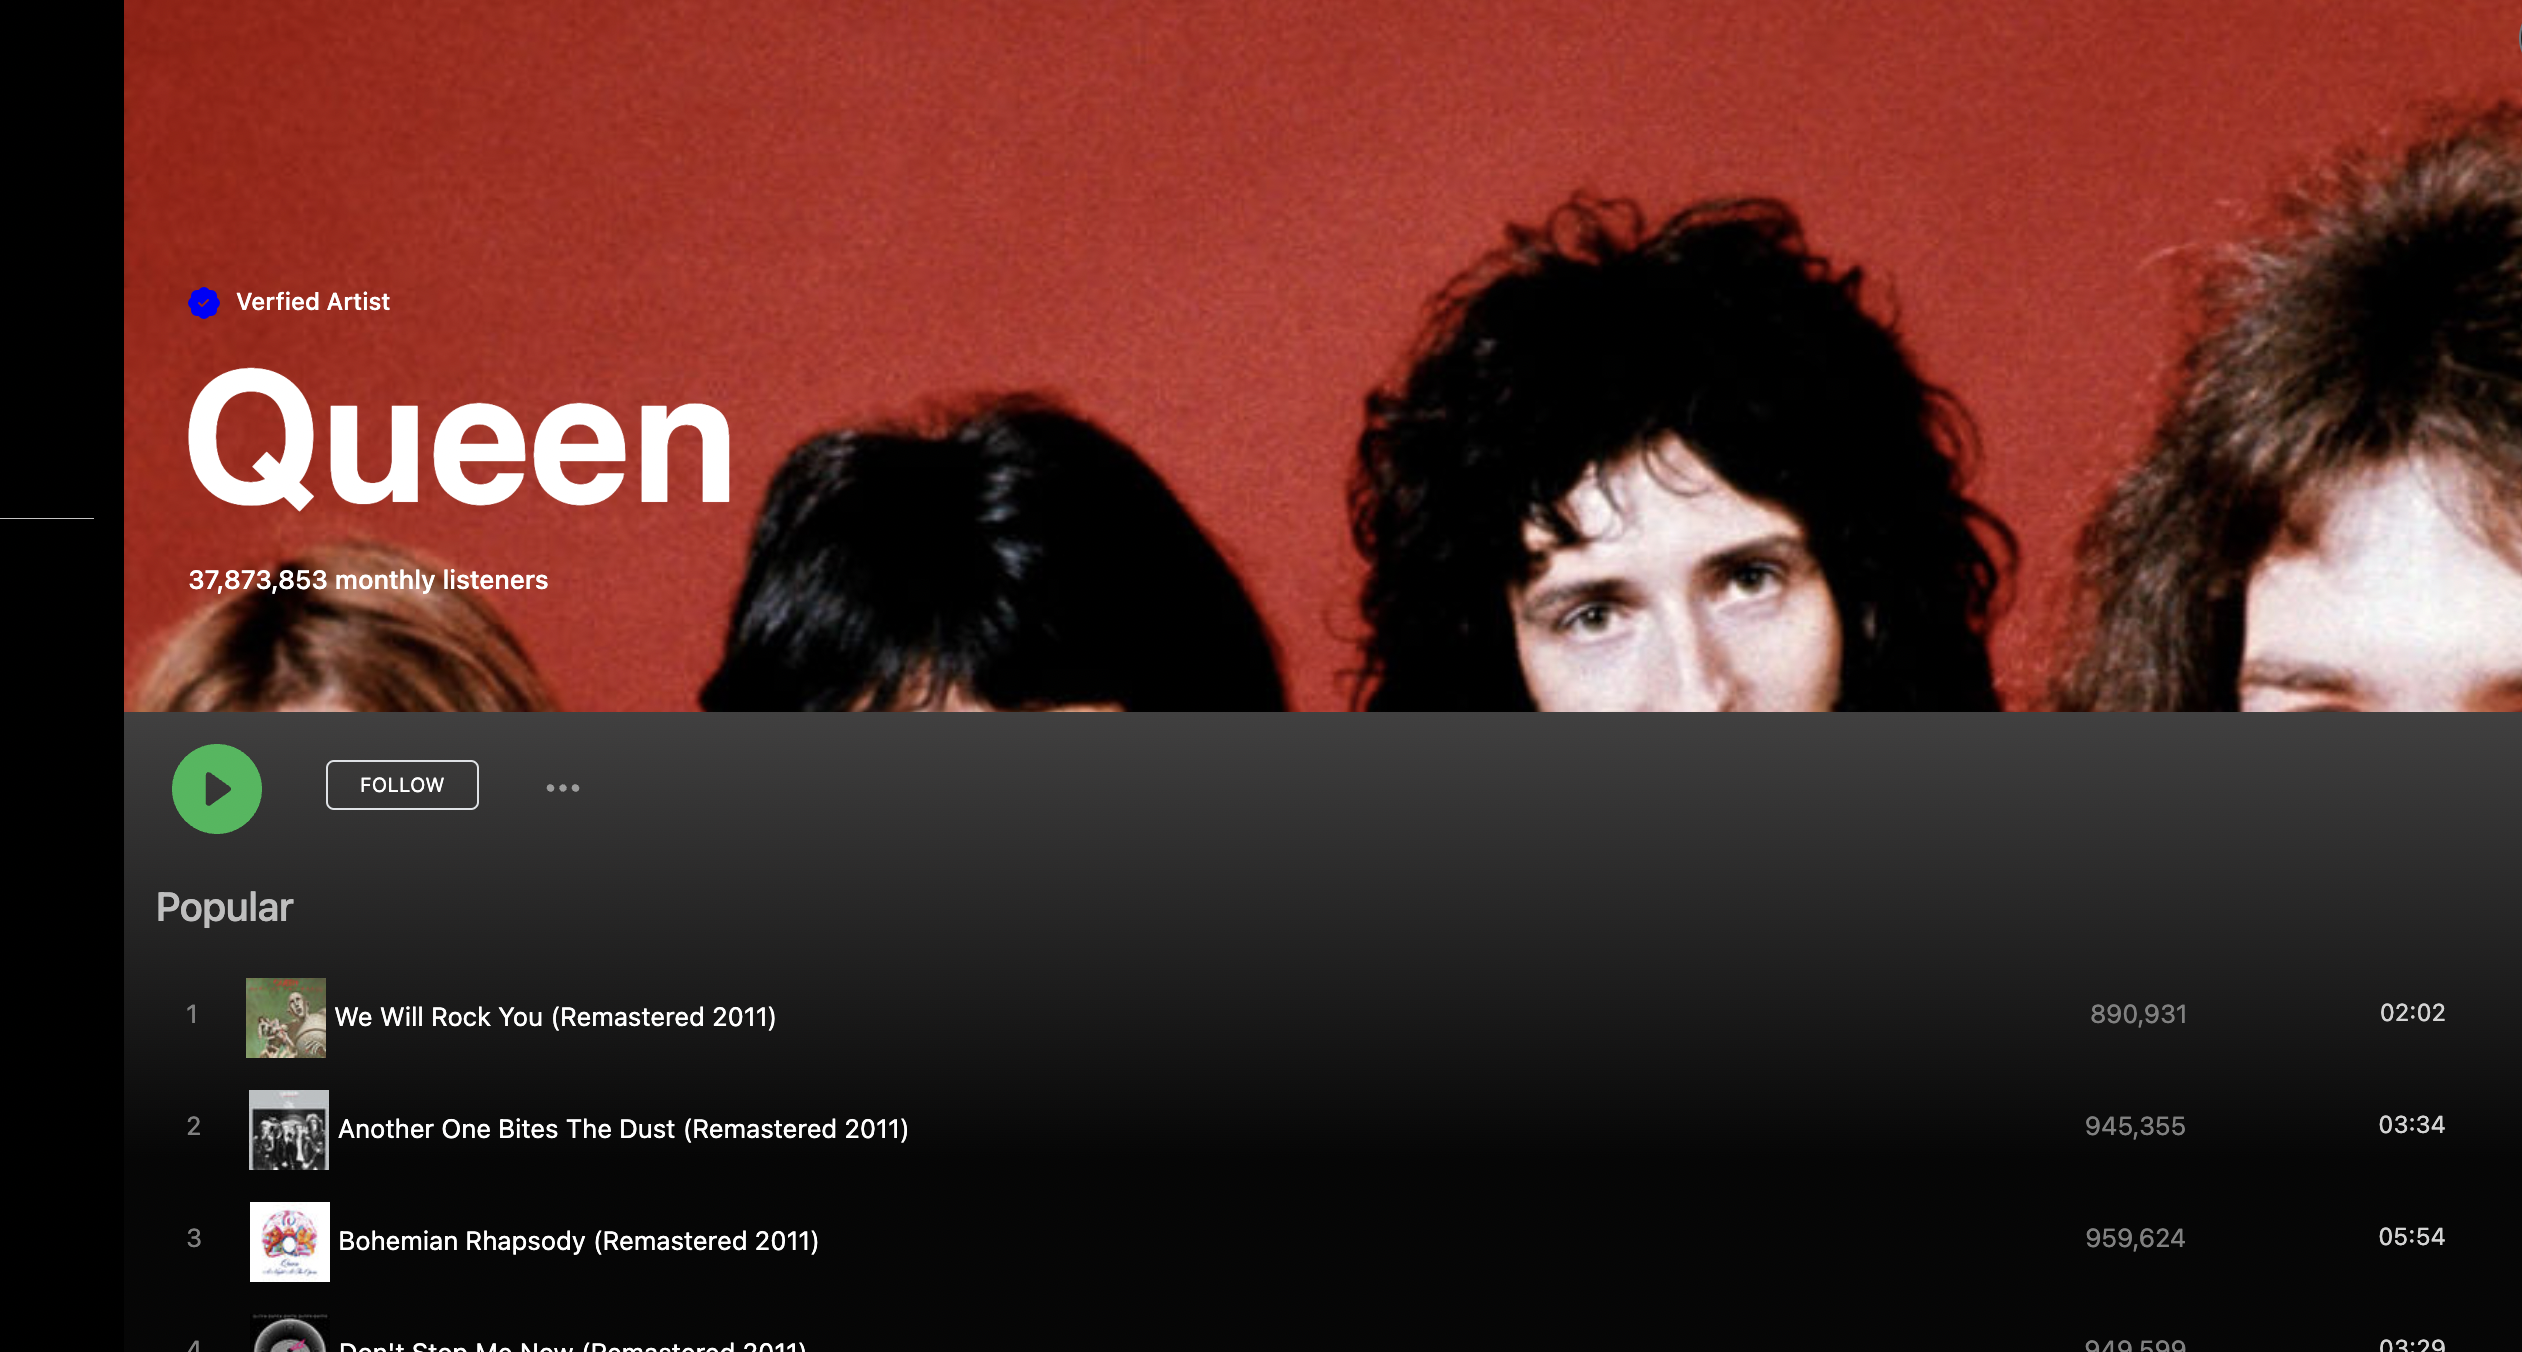 Verfied Artist
Queen
37,873,853 monthly listeners
FOLLOW
Popular
1 We Will Rock You (Remastered 2011) 890,931 02:02
2 Another One Bites The Dust (Remastered 2011) 945,355 03:34
3 Bohemian Rhapsody (Remastered 2011) 959,624 05:54
4 Don't Stop Me Now (Remastered 2011) 949,599 03:29